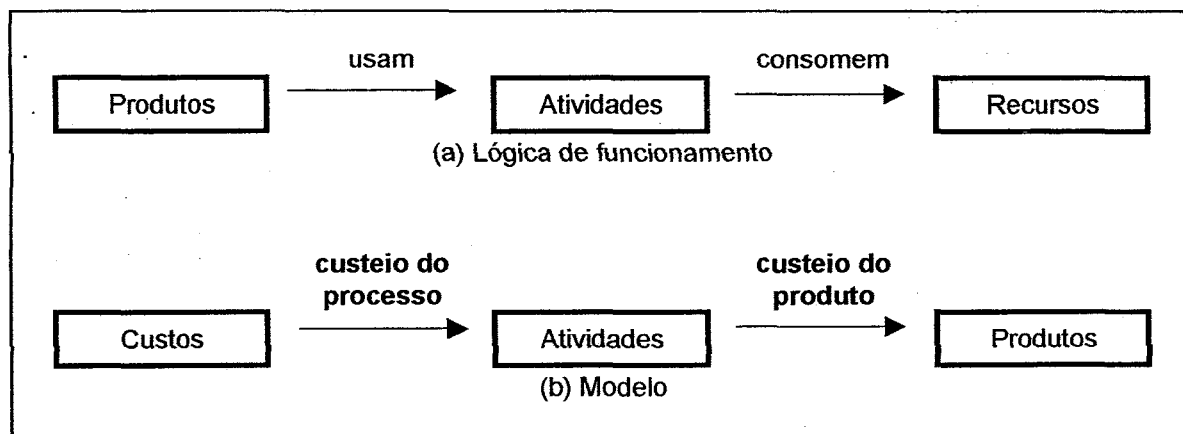 usam consomem
Produtos Atividades Recursos
(a) Lógica de funcionamento
custeio do processo custeio do produto
Custos Atividades Produtos
(b) Modelo